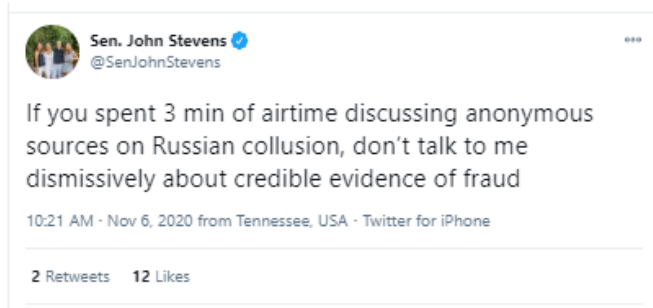 Sen. John Stevens
@SenJohnStevens
If you spent 3 min of airtime discussing anonymous
sources on Russian collusion, don't talk to me
dismissively about credible evidence of fraud
10:21 AM · Nov 6, 2020 from Tennessee, USA · Twitter for iPhone
2 Retweets 12 Likes